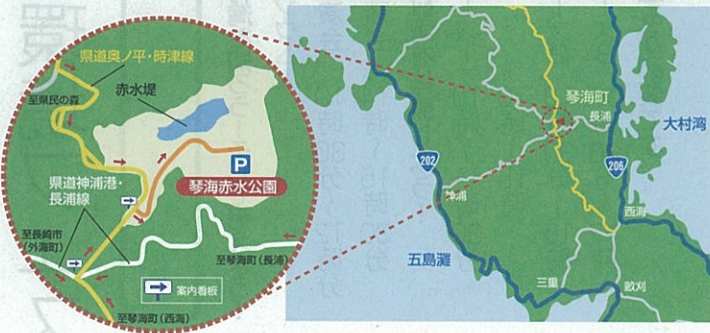 県道奥ノ平・時津線
至県民の森
赤水堤
P
琴海赤水公園
県道神浦港・
長浦線
至長崎市
(外海町)
至琴海町(長浦)
案内看板
至琴海町(西海)
琴海町
長浦
大村湾
202
206
神浦
西海
五島灘
三重
畝刈